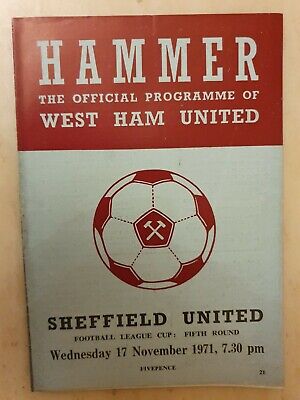 HAMMER
THE OFFICIAL PROGRAMME OF
WEST HAM UNITED
SHEFFIELD UNITED
FOOTBALL LEAGUE CUP: FIFTH ROUND
Wednesday 17 November 1971, 7.30 pm
FIVEPENCE
21